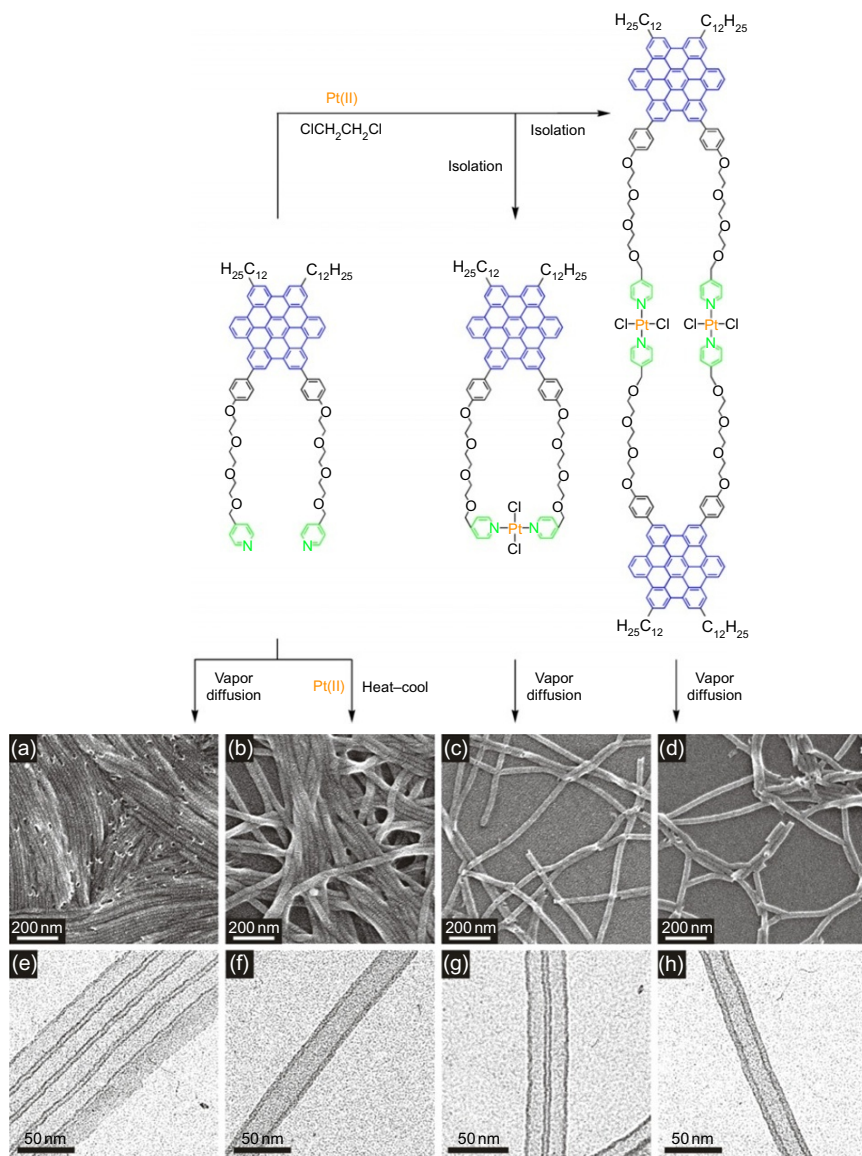 H₂₅C₁₂ C₁₂H₂₅
Pt(II)
ClCH₂CH₂Cl
Isolation
Isolation
O O
O O
O O
O O
H₂₅C₁₂ C₁₂H₂₅
H₂₅C₁₂ C₁₂H₂₅
N N
Cl Pt Cl Cl Pt Cl
N N
O O
O O
O O
O O
N N
O O
O O
O O
O O
Cl
N Pt N
Cl
O O
O O
O O
O O
H₂₅C₁₂ C₁₂H₂₅
Vapor
diffusion
Pt(II)
Heat–cool
Vapor
diffusion
Vapor
diffusion
(a)
200 nm
(b)
200 nm
(c)
200 nm
(d)
200 nm
(e)
50 nm
(f)
50 nm
(g)
50 nm
(h)
50 nm